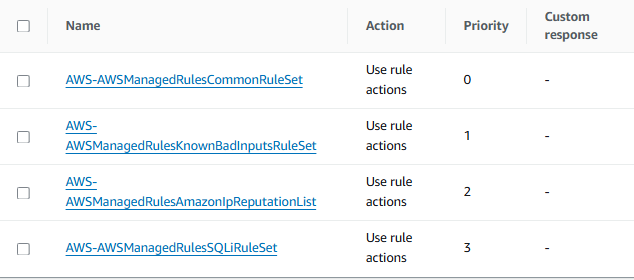 Name Action Priority Custom response
AWS-AWSManagedRulesCommonRuleSet Use rule actions 0 -
AWS-
AWSManagedRulesKnownBadInputsRuleSet Use rule actions 1 -
AWS-
AWSManagedRulesAmazonIpReputationList Use rule actions 2 -
AWS-AWSManagedRulesSQLiRuleSet Use rule actions 3 -